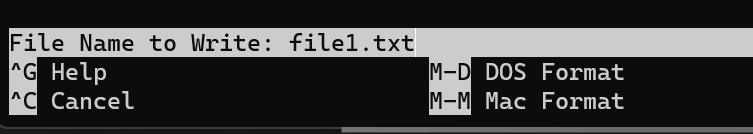 File Name to Write: file1.txt
^G Help M-D DOS Format
^C Cancel M-M Mac Format